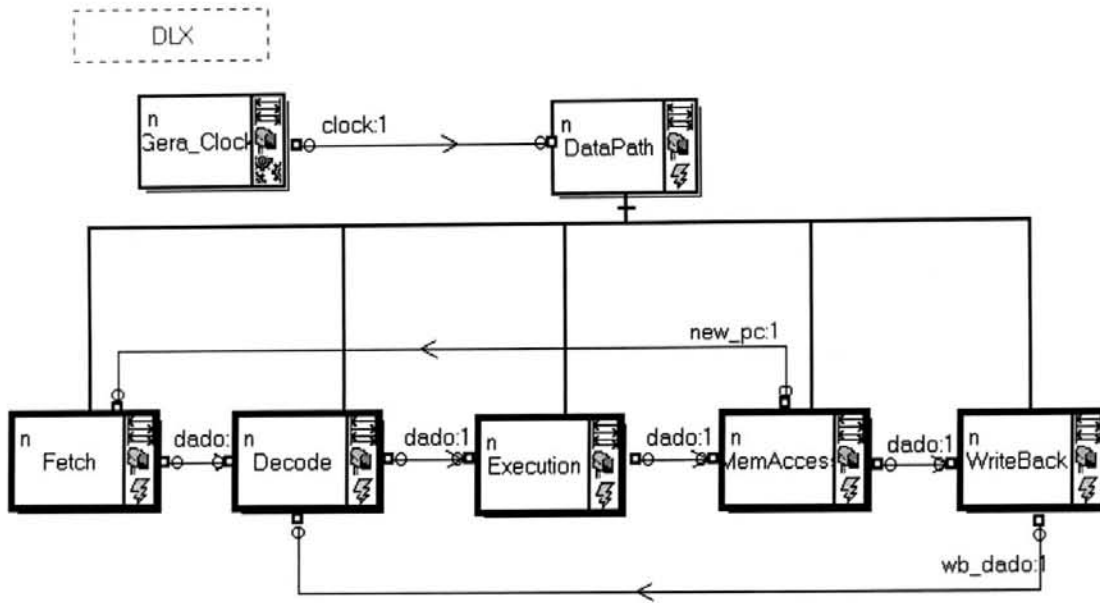 DLX
n
Gera_Clock
clock:1
n
DataPath
new_pc:1
n
Fetch
dado:
n
Decode
dado:1
n
Execution
dado:1
n
MemAccess
dado:1
n
WriteBack
wb_dado:1